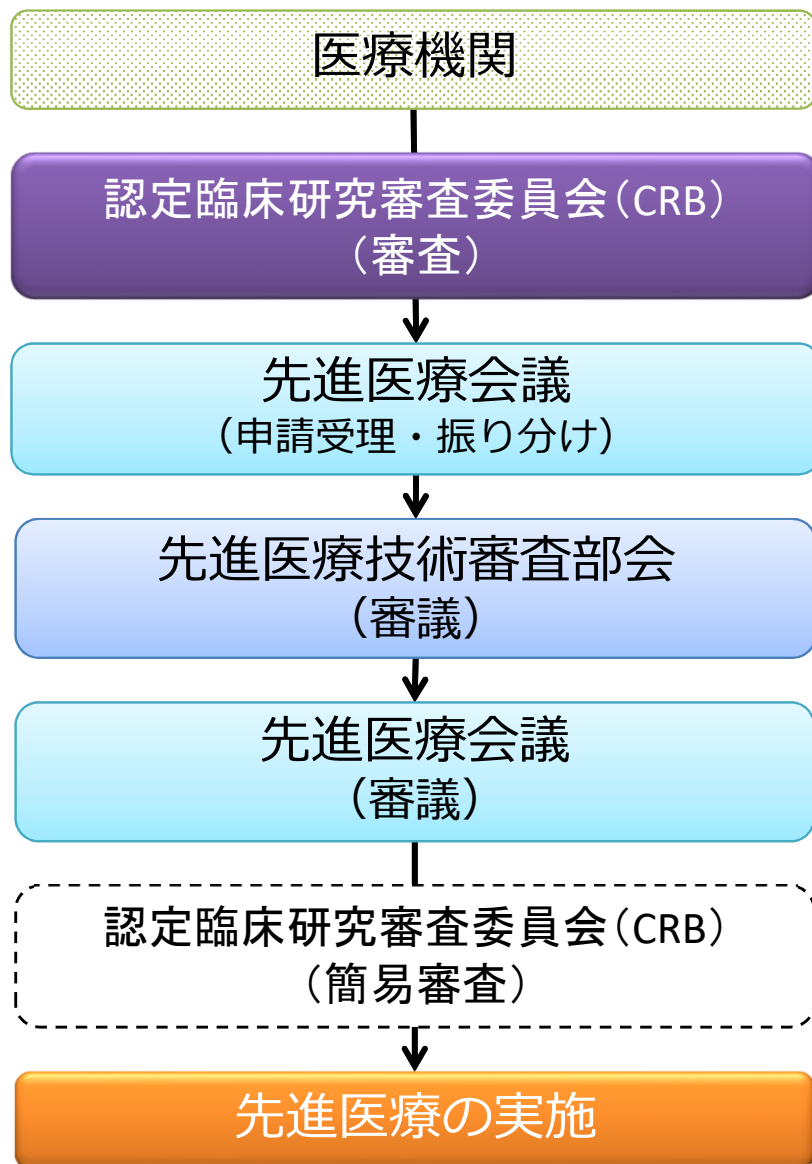 医療機関
認定臨床研究審査委員会（CRB）
（審査）
先進医療会議
（申請受理・振り分け）
先進医療技術審査部会
（審議）
先進医療会議
（審議）
認定臨床研究審査委員会（CRB）
（簡易審査）
先進医療の実施